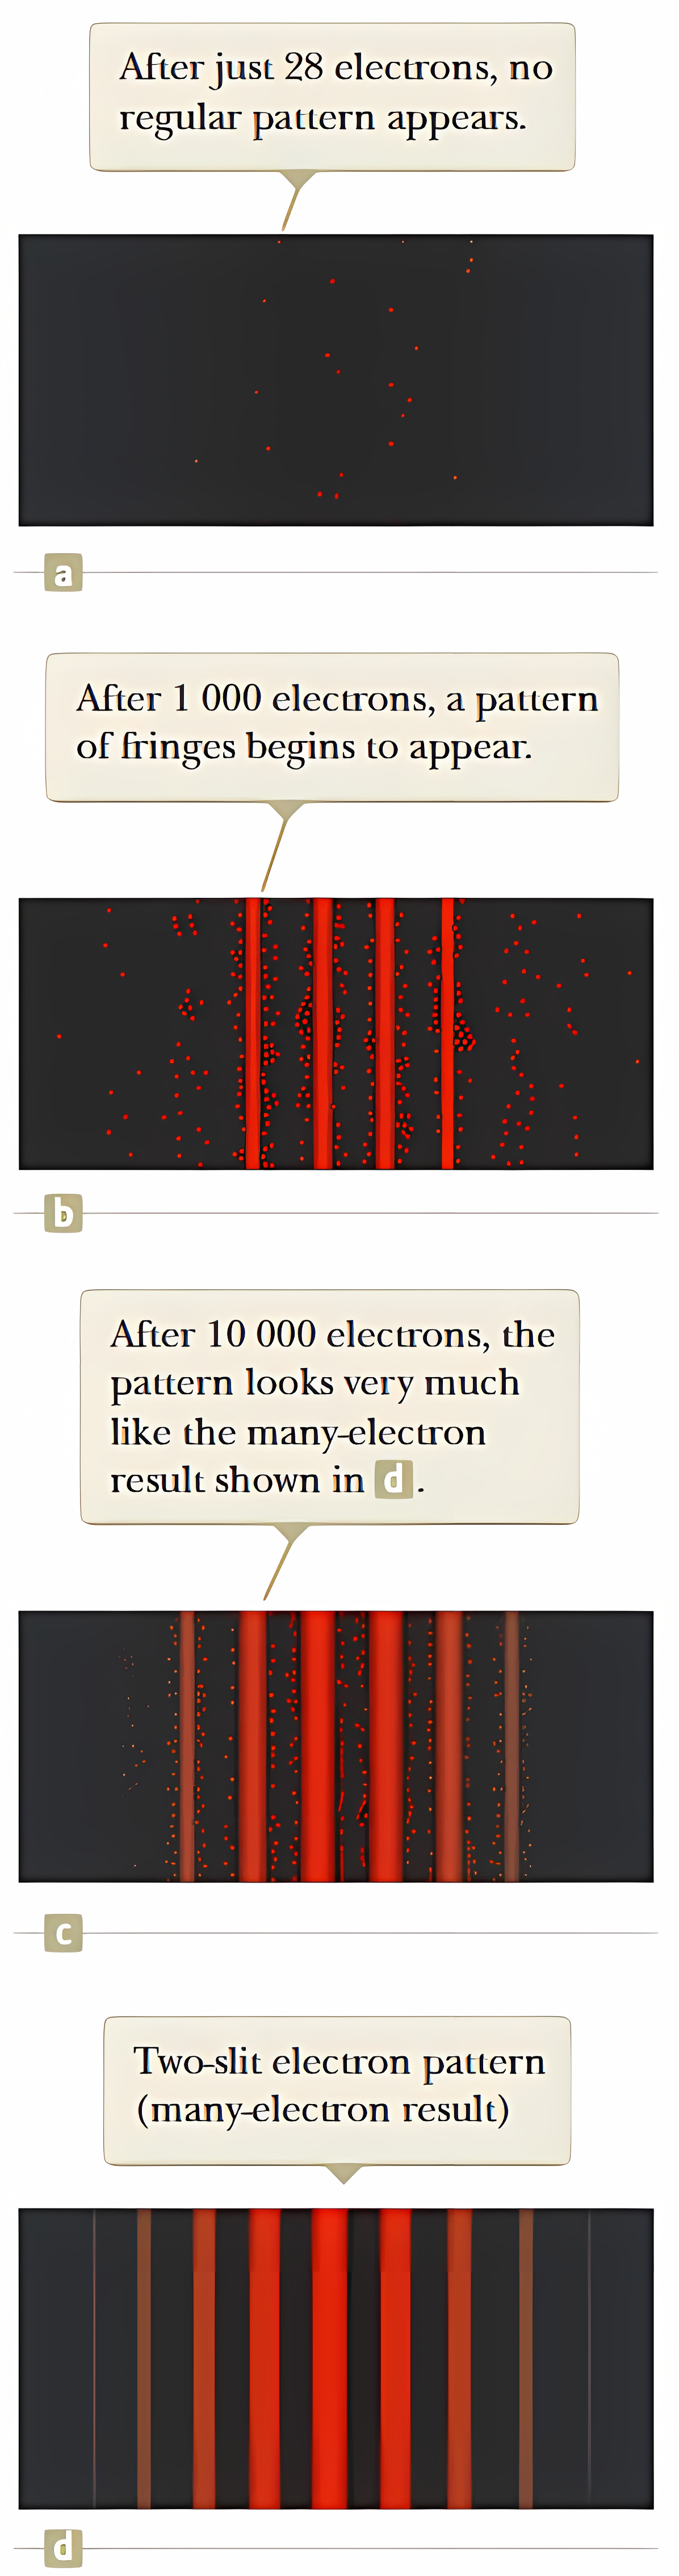 After just 28 electrons, no
regular pattern appears.
a
After 1 000 electrons, a pattern
of fringes begins to appear.
b
After 10 000 electrons, the
pattern looks very much
like the many-electron
result shown in d.
c
Two-slit electron pattern
(many-electron result)
d